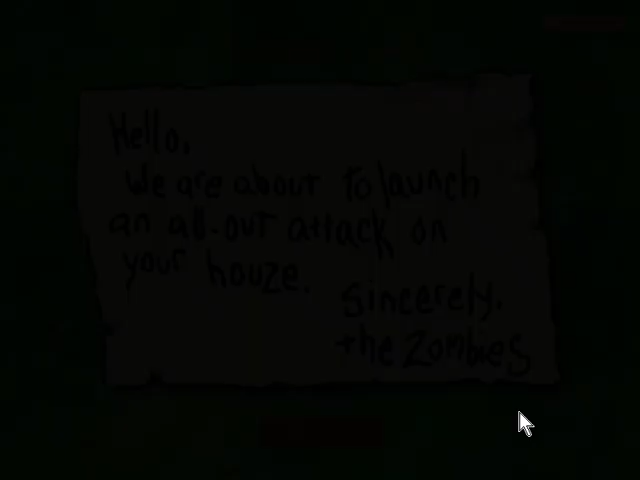 Hello,
We are about to launch
an all-out attack on
your houze.
Sincerely,
the Zombies